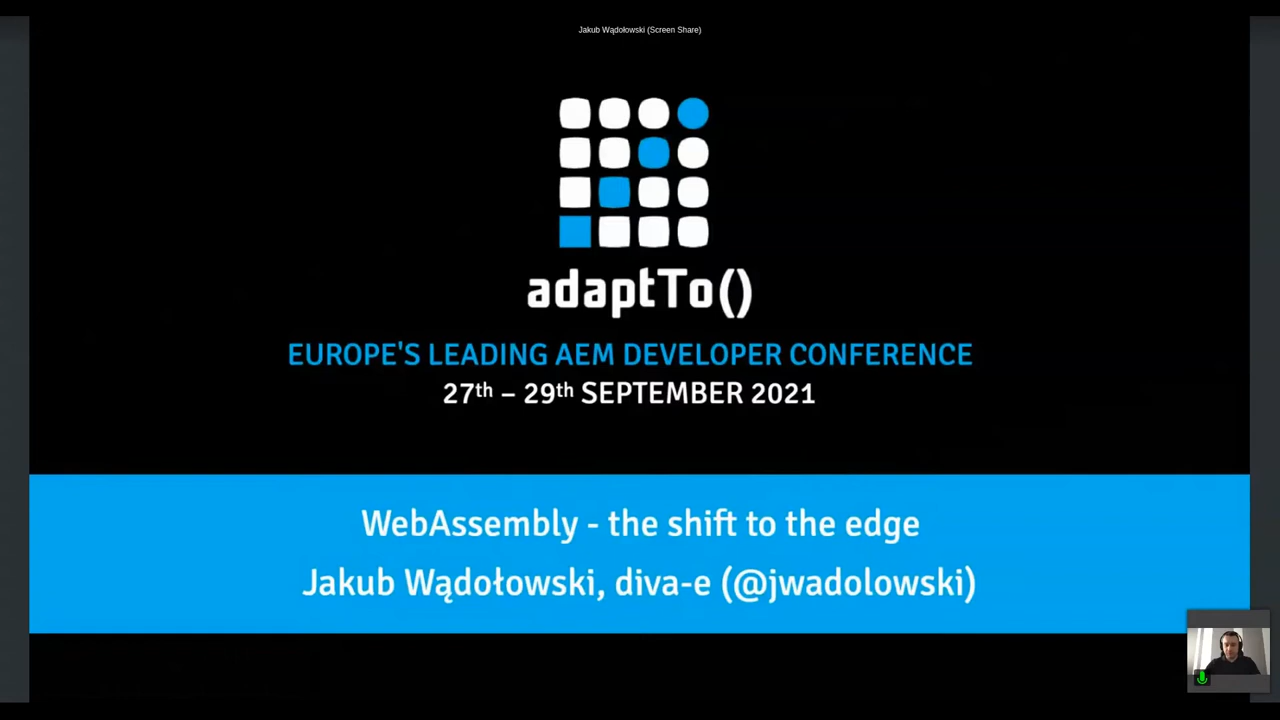 Jakub Wądołowski (Screen Share)
adaptTo()
EUROPE'S LEADING AEM DEVELOPER CONFERENCE
27th – 29th SEPTEMBER 2021
WebAssembly - the shift to the edge
Jakub Wądołowski, diva-e (@jwadolowski)